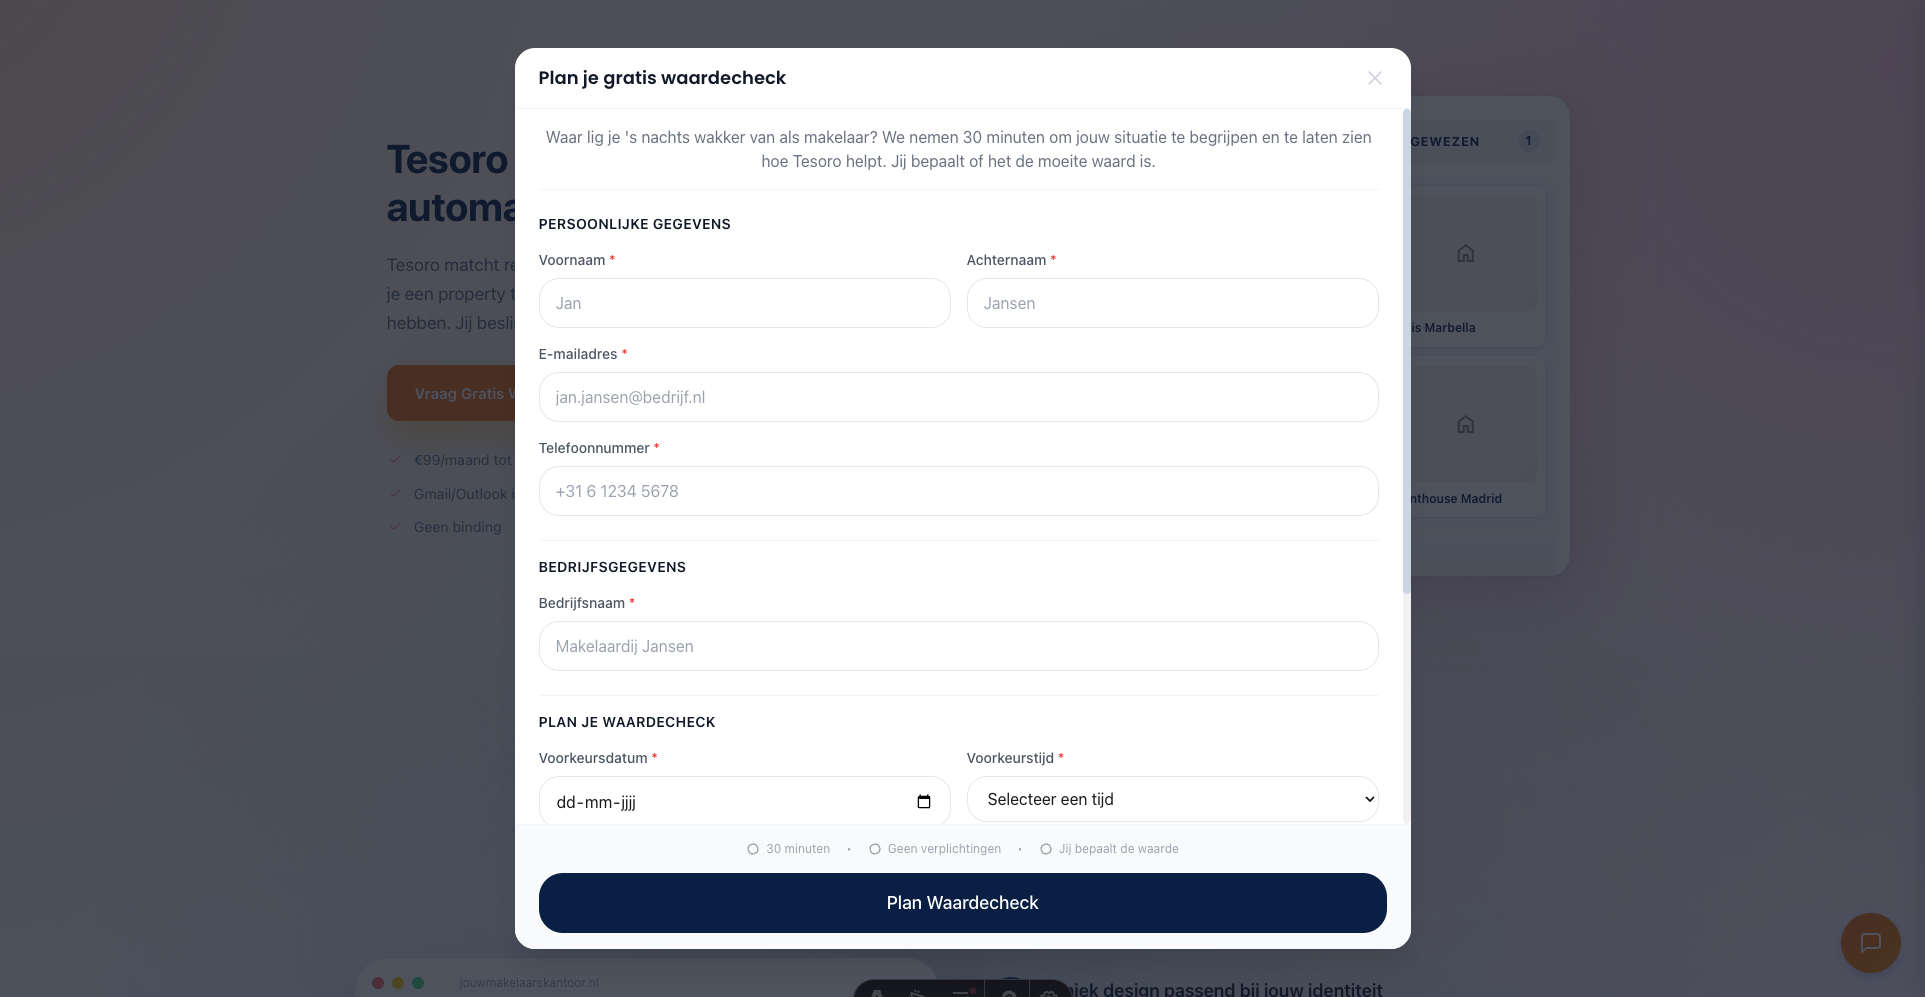 Plan je gratis waardecheck
Waar lig je 's nachts wakker van als makelaar? We nemen 30 minuten om jouw situatie te begrijpen en te laten zien
hoe Tesoro helpt. Jij bepaalt of het de moeite waard is.
PERSOONLIJKE GEGEVENS
Voornaam *
Achternaam *
Jan
Jansen
E-mailadres *
jan.jansen@bedrijf.nl
Telefoonnummer *
+31 6 1234 5678
BEDRIJFSGEGEVENS
Bedrijfsnaam *
Makelaardij Jansen
PLAN JE WAARDECHECK
Voorkeursdatum *
Voorkeurstijd *
dd-mm-jjjj
Selecteer een tijd
30 minuten • Geen verplichtingen • Jij bepaalt de waarde
Plan Waardecheck
Tesoro
automa
Tesoro matcht re
je een property t
hebben. Jij besli
Vraag Gratis W
€99/maand tot
Gmail/Outlook i
Geen binding
GEWEZEN 1
is Marbella
nthouse Madrid
jouwmakelaarskantoor.nl
niek design passend bij jouw identiteit